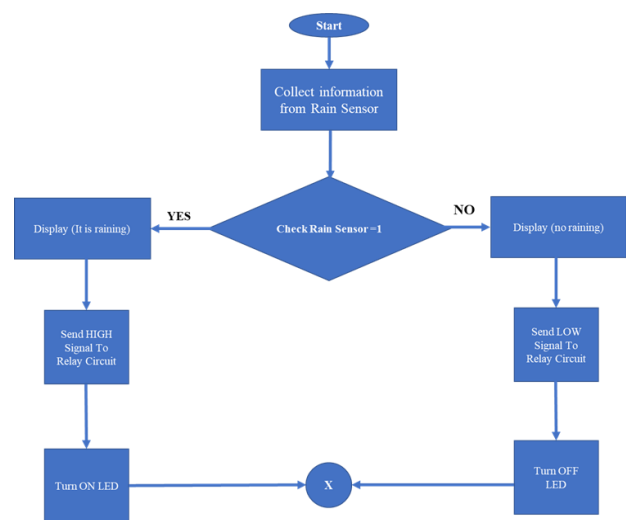 Start
Collect information
from Rain Sensor
YES
NO
Display (It is raining)
Check Rain Sensor =1
Display (no raining)
Send HIGH
Signal To
Relay Circuit
Send LOW
Signal To
Relay Circuit
Turn ON LED
X
Turn OFF
LED